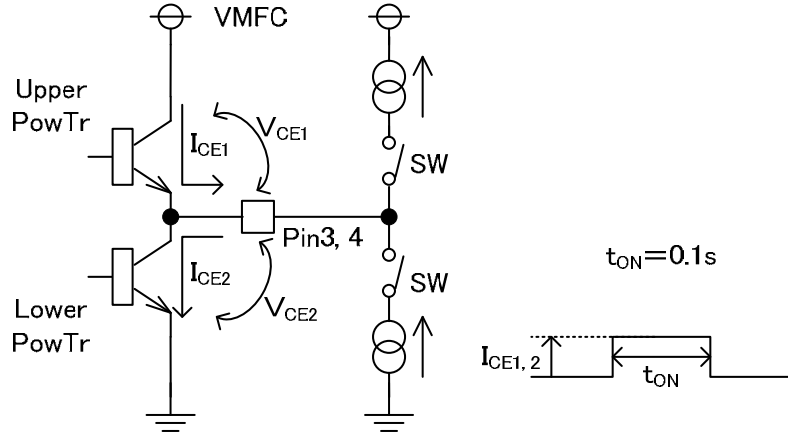 VMFC
Upper
PowTr
ICE1
VCE1
SW
Pin3, 4
ICE2
VCE2
SW
Lower
PowTr
tON=0.1s
ICE1, 2
tON